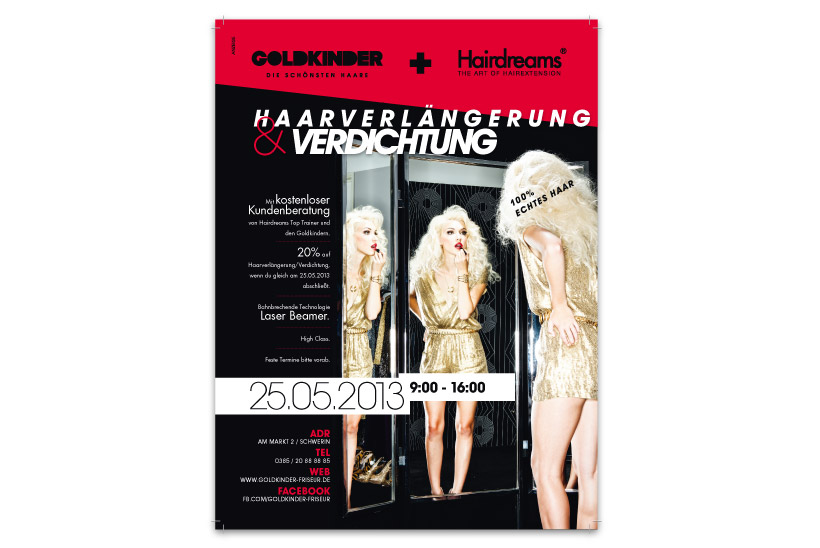 GOLDKINDER
DIE SCHÖNSTEN HAARE
+
Hairdreams®
THE ART OF HAIREXTENSION
HAARVERLÄNGERUNG
& VERDICHTUNG
100%
ECHTES HAAR
Mit kostenloser
Kundenberatung
von Hairdreams Top Trainer und
den Goldkindern.
20% auf
Haarverlängerung/Verdichtung,
wenn du gleich am 25.05.2013
abschließt.
Bahnbrechende Technologie
Laser Beamer.
High Class.
Feste Termine bitte vorab.
25.05.2013
9:00 - 16:00
ADR
AM MARKT 2 / SCHWERIN
TEL
0385 / 20 88 88 85
WEB
WWW.GOLDKINDER-FRISEUR.DE
FACEBOOK
FB.COM/GOLDKINDER-FRISEUR